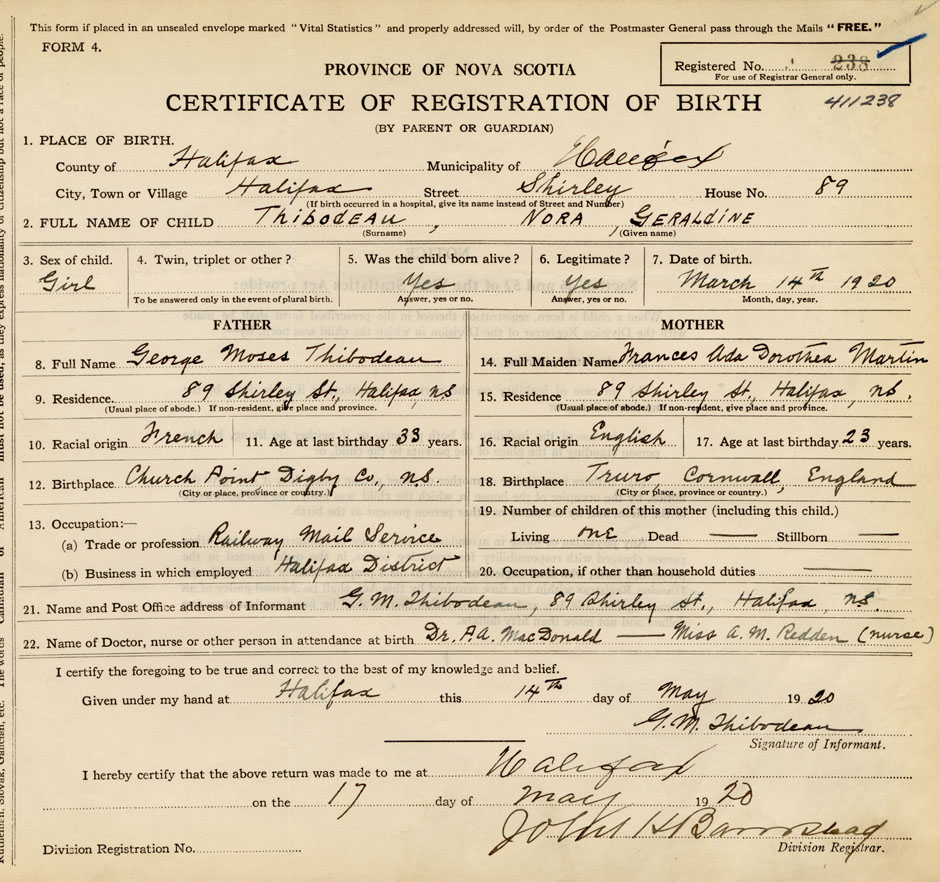 This form if placed in an unsealed envelope marked "Vital Statistics" and properly addressed will, by order of the Postmaster General pass through the Mails "FREE."
FORM 4.
Registered No. 238
For use of Registrar General only.
PROVINCE OF NOVA SCOTIA
CERTIFICATE OF REGISTRATION OF BIRTH
411238
(BY PARENT OR GUARDIAN)
1. PLACE OF BIRTH.
County of Halifax Municipality of Halifax
City, Town or Village Halifax Street Shirley House No. 89
(If birth occurred in a hospital, give its name instead of Street and Number)
2. FULL NAME OF CHILD THIBODEAU, NORA GERALDINE
(Surname) (Given name)
3. Sex of child. 4. Twin, triplet or other? 5. Was the child born alive? 6. Legitimate? 7. Date of birth.
Girl Yes Yes March 14th 1920
To be answered only in the event of plural birth. Answer, yes or no. Answer, yes or no. Month, day, year.
FATHER MOTHER
8. Full Name George Moses Thibodeau 14. Full Maiden Name Frances Ada Dorothea Martin
9. Residence. 89 Shirley St, Halifax, ns 15. Residence 89 Shirley St, Halifax, ns.
(Usual place of abode.) If non-resident, give place and province. (Usual place of abode.) If non-resident, give place and province.
10. Racial origin French 11. Age at last birthday 33 years. 16. Racial origin English 17. Age at last birthday 23 years.
12. Birthplace Church Point Digby Co, n.s. 18. Birthplace Truro, Cornwall, England
(City or place, province or country.) (City or place, province or country.)
13. Occupation:— 19. Number of children of this mother (including this child.)
(a) Trade or profession Railway Mail Service Living one Dead — Stillborn —
(b) Business in which employed Halifax District 20. Occupation, if other than household duties —
21. Name and Post Office address of Informant G. M. Thibodeau, 89 Shirley St., Halifax, ns.
22. Name of Doctor, nurse or other person in attendance at birth Dr. A.A. MacDonald — Miss A. M. Redden (nurse)
I certify the foregoing to be true and correct to the best of my knowledge and belief.
Given under my hand at Halifax this 14th day of May 1920
G. M. Thibodeau
Signature of Informant.
I hereby certify that the above return was made to me at Halifax
on the 17 day of May 1920
John H Barnstead
Division Registration No. Division Registrar.